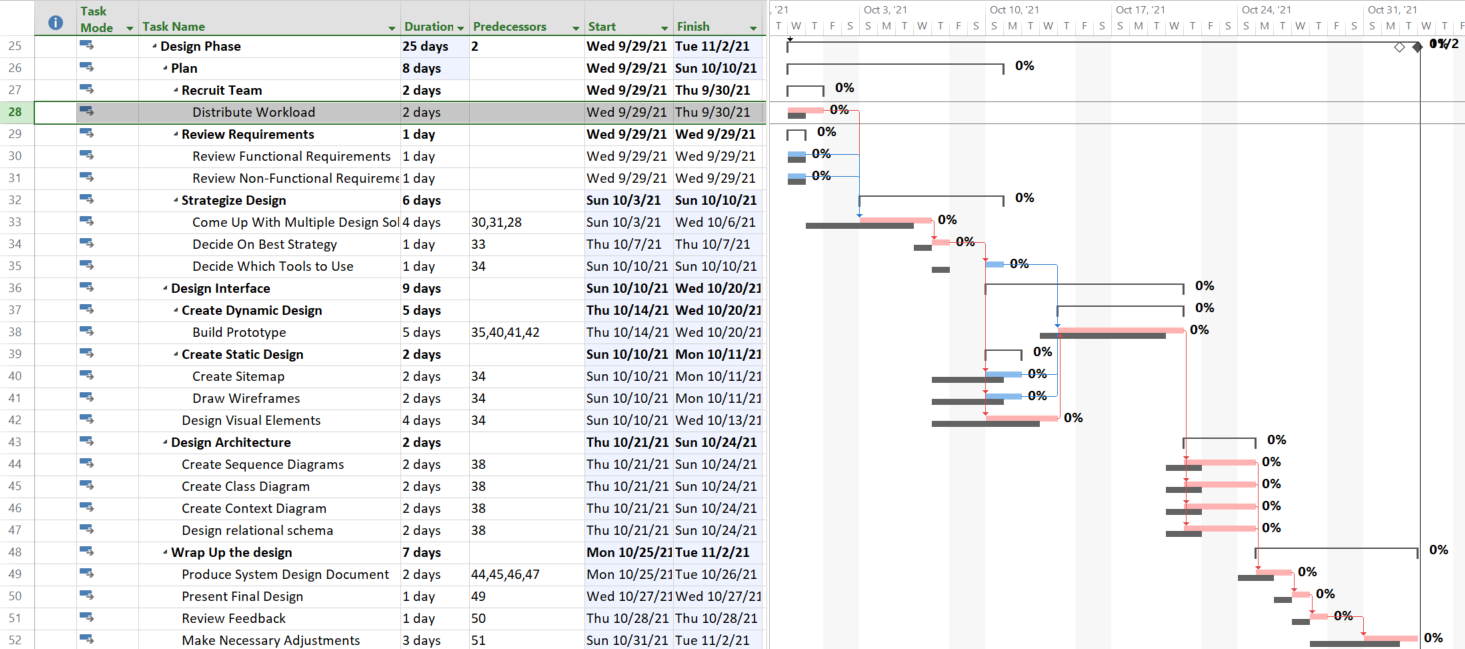 Task
Mode Task Name Duration Predecessors Start Finish
, '21 Oct 3, '21 Oct 10, '21 Oct 17, '21 Oct 24, '21 Oct 31, '21
T W T F S S M T W T F S S M T W T F S S M T W T F S S M T W T F S S M T W T F
25 Design Phase 25 days 2 Wed 9/29/21 Tue 11/2/21
26 Plan 8 days Wed 9/29/21 Sun 10/10/21 0%
27 Recruit Team 2 days Wed 9/29/21 Thu 9/30/21 0%
28 Distribute Workload 2 days Wed 9/29/21 Thu 9/30/21 0%
29 Review Requirements 1 day Wed 9/29/21 Wed 9/29/21 0%
30 Review Functional Requirements 1 day Wed 9/29/21 Wed 9/29/21 0%
31 Review Non-Functional Requireme 1 day Wed 9/29/21 Wed 9/29/21 0%
32 Strategize Design 6 days Sun 10/3/21 Sun 10/10/21 0%
33 Come Up With Multiple Design Sol 4 days 30,31,28 Sun 10/3/21 Wed 10/6/21 0%
34 Decide On Best Strategy 1 day 33 Thu 10/7/21 Thu 10/7/21 0%
35 Decide Which Tools to Use 1 day 34 Sun 10/10/21 Sun 10/10/21 0%
36 Design Interface 9 days Sun 10/10/21 Wed 10/20/21 0%
37 Create Dynamic Design 5 days Thu 10/14/21 Wed 10/20/21 0%
38 Build Prototype 5 days 35,40,41,42 Thu 10/14/21 Wed 10/20/21 0%
39 Create Static Design 2 days Sun 10/10/21 Mon 10/11/21 0%
40 Create Sitemap 2 days 34 Sun 10/10/21 Mon 10/11/21 0%
41 Draw Wireframes 2 days 34 Sun 10/10/21 Mon 10/11/21 0%
42 Design Visual Elements 4 days 34 Sun 10/10/21 Wed 10/13/21 0%
43 Design Architecture 2 days Thu 10/21/21 Sun 10/24/21 0%
44 Create Sequence Diagrams 2 days 38 Thu 10/21/21 Sun 10/24/21 0%
45 Create Class Diagram 2 days 38 Thu 10/21/21 Sun 10/24/21 0%
46 Create Context Diagram 2 days 38 Thu 10/21/21 Sun 10/24/21 0%
47 Design relational schema 2 days 38 Thu 10/21/21 Sun 10/24/21 0%
48 Wrap Up the design 7 days Mon 10/25/21 Tue 11/2/21 0%
49 Produce System Design Document 2 days 44,45,46,47 Mon 10/25/21 Tue 10/26/21 0%
50 Present Final Design 1 day 49 Wed 10/27/21 Wed 10/27/21 0%
51 Review Feedback 1 day 50 Thu 10/28/21 Thu 10/28/21 0%
52 Make Necessary Adjustments 3 days 51 Sun 10/31/21 Tue 11/2/21 0%